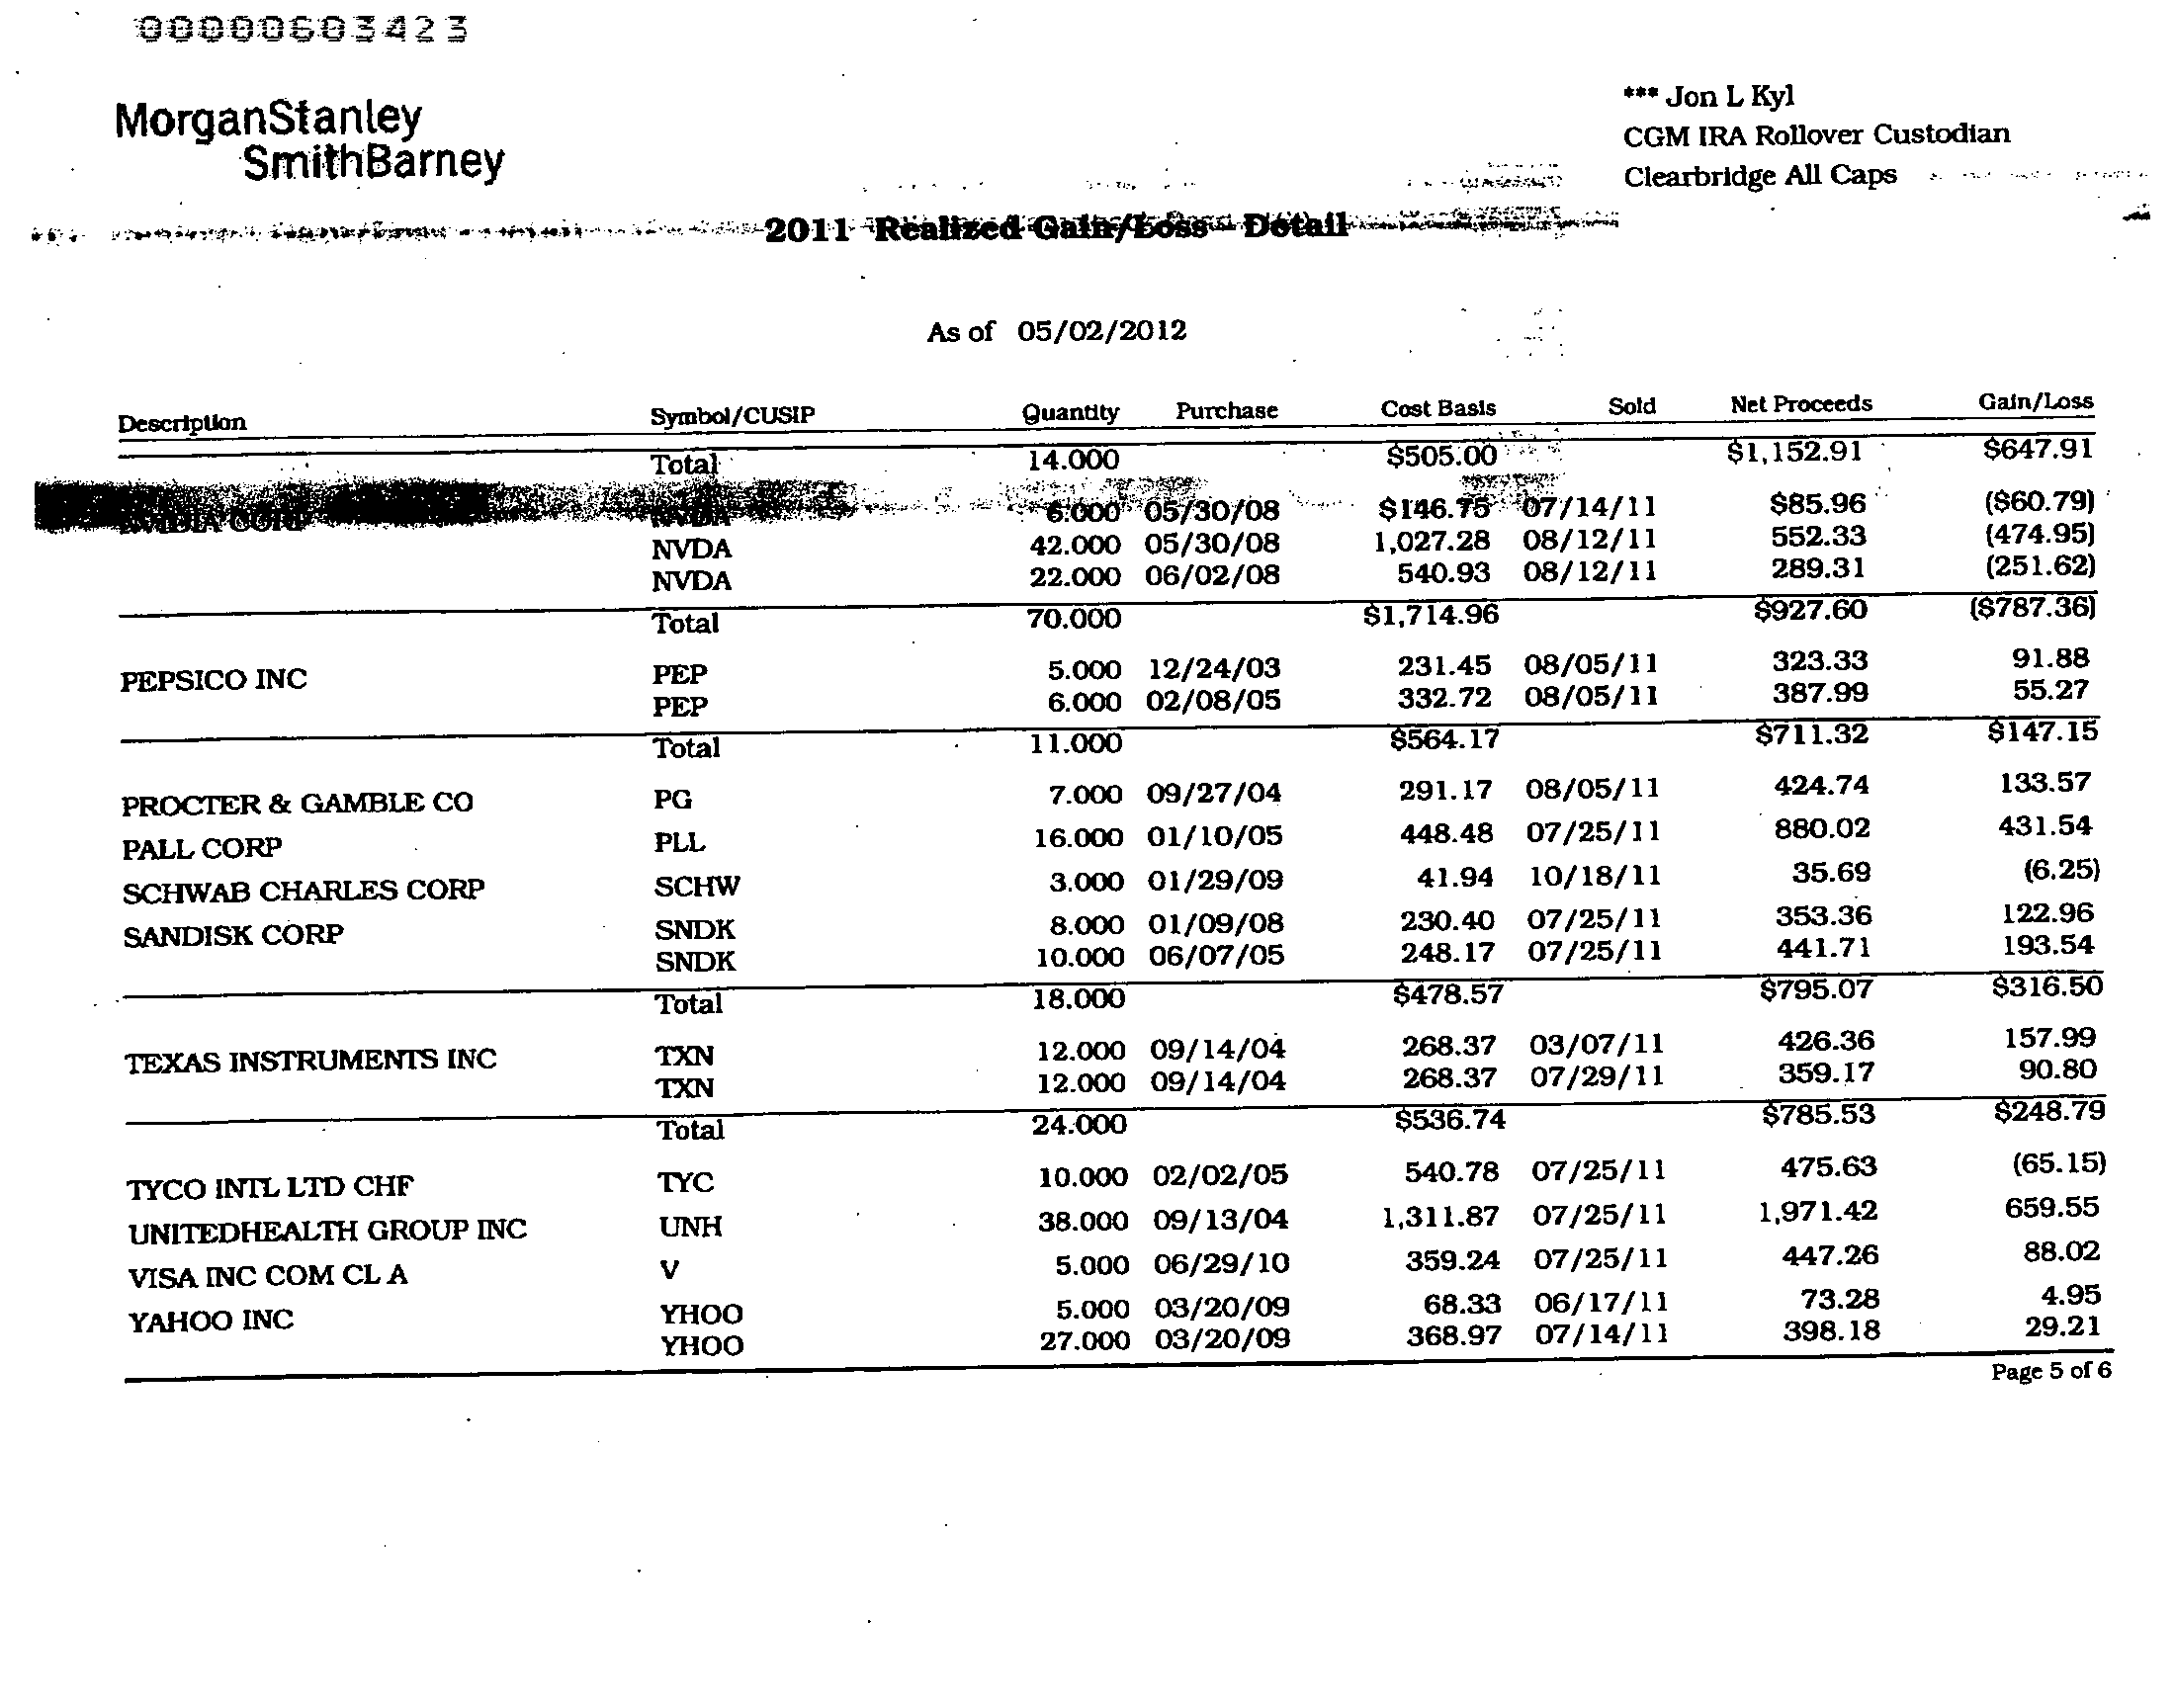 00000603423
MorganStanley
SmithBarney
*** Jon L Kyl
CGM IRA Rollover Custodian
Clearbridge All Caps
2011 Realized Gain/Loss Detail
As of 05/02/2012
Description Symbol/CUSIP Quantity Purchase Cost Basis Sold Net Proceeds Gain/Loss
Total 14.000 $505.00 $1,152.91 $647.91
NVIDIA CORP NVDA 6.000 05/30/08 $146.75 07/14/11 $85.96 ($60.79)
NVDA 42.000 05/30/08 1,027.28 08/12/11 552.33 (474.95)
NVDA 22.000 06/02/08 540.93 08/12/11 289.31 (251.62)
Total 70.000 $1,714.96 $927.60 ($787.36)
PEPSICO INC PEP 5.000 12/24/03 231.45 08/05/11 323.33 91.88
PEP 6.000 02/08/05 332.72 08/05/11 387.99 55.27
Total 11.000 $564.17 $711.32 $147.15
PROCTER & GAMBLE CO PG 7.000 09/27/04 291.17 08/05/11 424.74 133.57
PALL CORP PLL 16.000 01/10/05 448.48 07/25/11 880.02 431.54
SCHWAB CHARLES CORP SCHW 3.000 01/29/09 41.94 10/18/11 35.69 (6.25)
SANDISK CORP SNDK 8.000 01/09/08 230.40 07/25/11 353.36 122.96
SNDK 10.000 06/07/05 248.17 07/25/11 441.71 193.54
Total 18.000 $478.57 $795.07 $316.50
TEXAS INSTRUMENTS INC TXN 12.000 09/14/04 268.37 03/07/11 426.36 157.99
TXN 12.000 09/14/04 268.37 07/29/11 359.17 90.80
Total 24.000 $536.74 $785.53 $248.79
TYCO INTL LTD CHF TYC 10.000 02/02/05 540.78 07/25/11 475.63 (65.15)
UNITEDHEALTH GROUP INC UNH 38.000 09/13/04 1,311.87 07/25/11 1,971.42 659.55
VISA INC COM CL A V 5.000 06/29/10 359.24 07/25/11 447.26 88.02
YAHOO INC YHOO 5.000 03/20/09 68.33 06/17/11 73.28 4.95
YHOO 27.000 03/20/09 368.97 07/14/11 398.18 29.21
Page 5 of 6